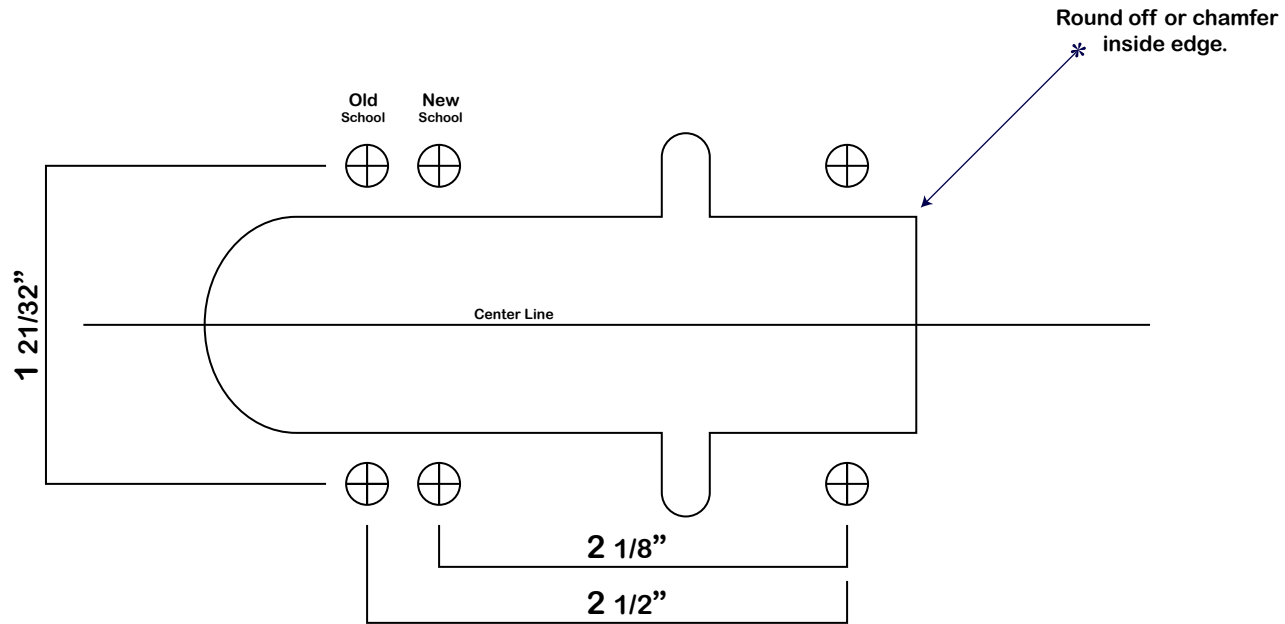 Round off or chamfer
* inside edge.
Old New
School School
1 21/32”
Center Line
2 1/8”
2 1/2”